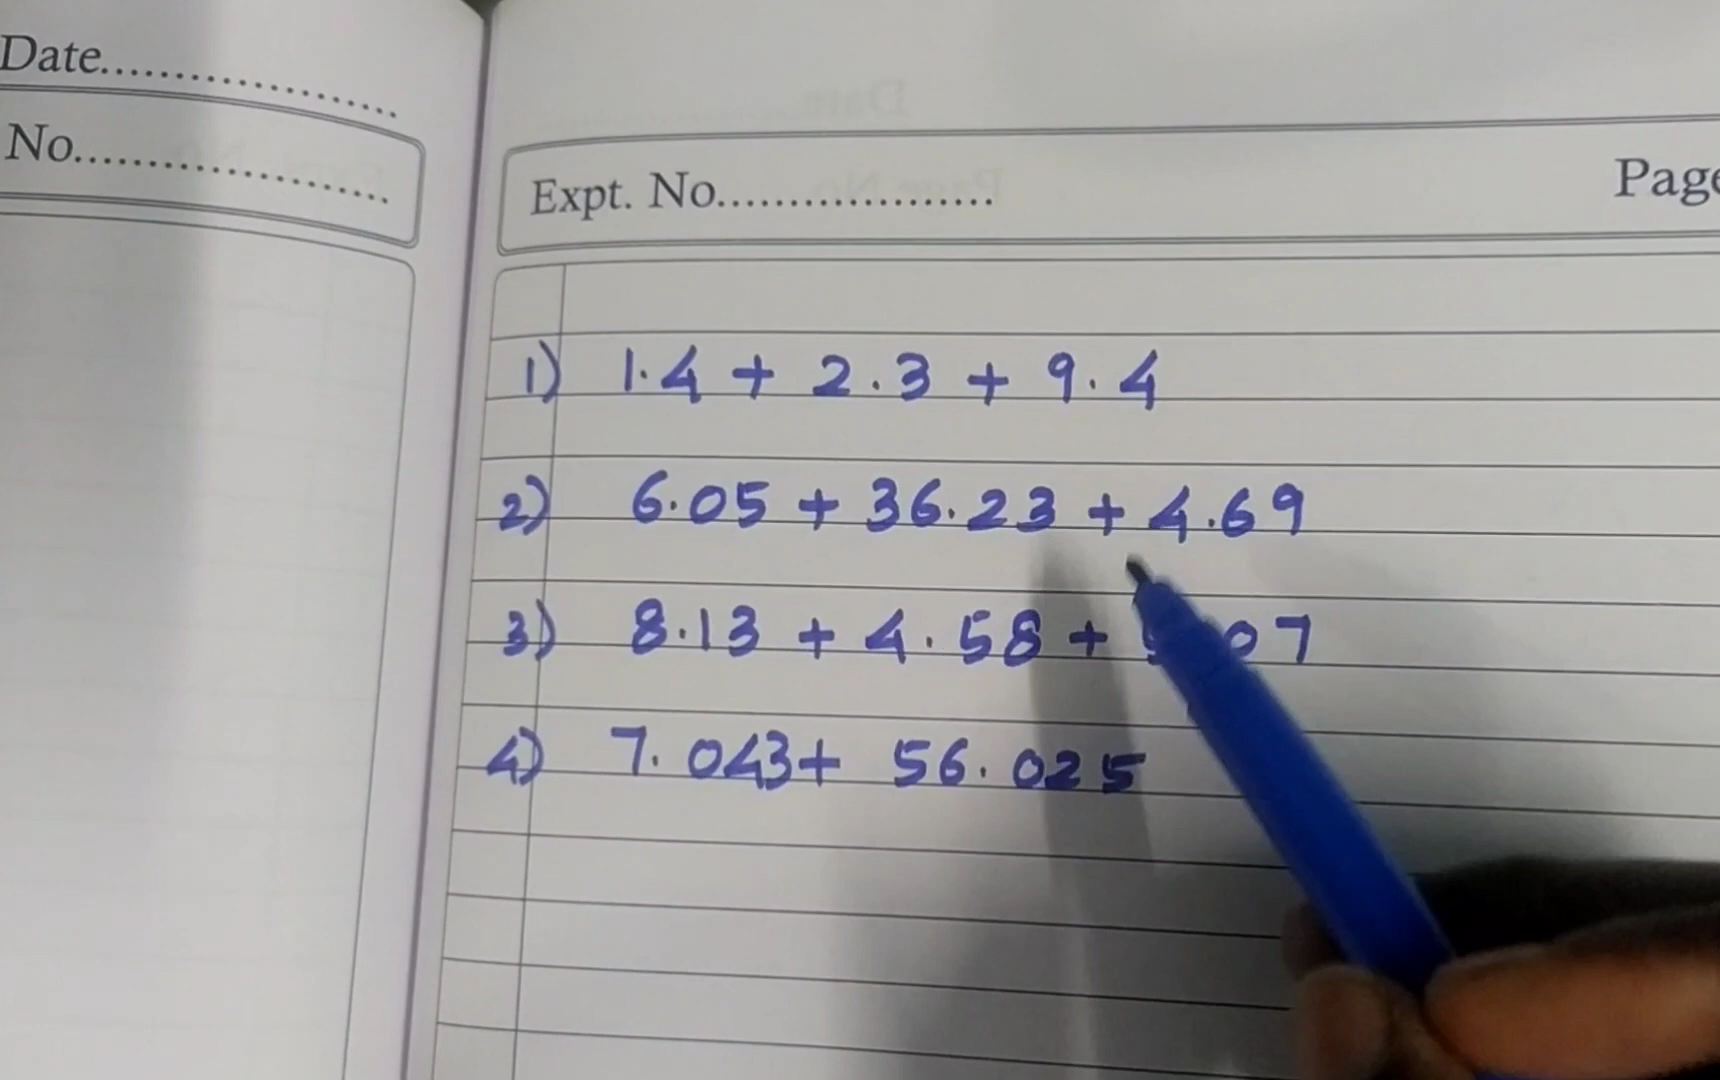 Date....................
No....................
Expt. No....................
Page
1) 1.4 + 2.3 + 9.4
2) 6.05 + 36.23 + 4.69
3) 8.13 + 4.58 + 07
4) 7.043 + 56.025